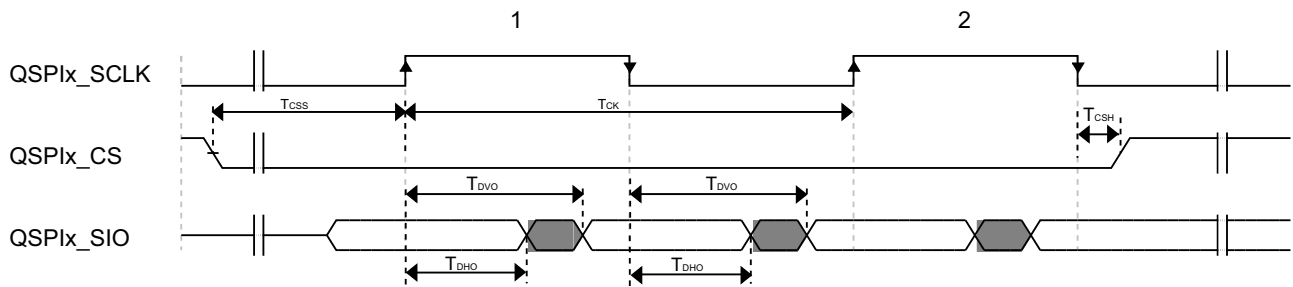 1 2
QSPIx_SCLK
TCSS TCK
TCSH
QSPIx_CS
TDVO TDVO
QSPIx_SIO
TDHO TDHO